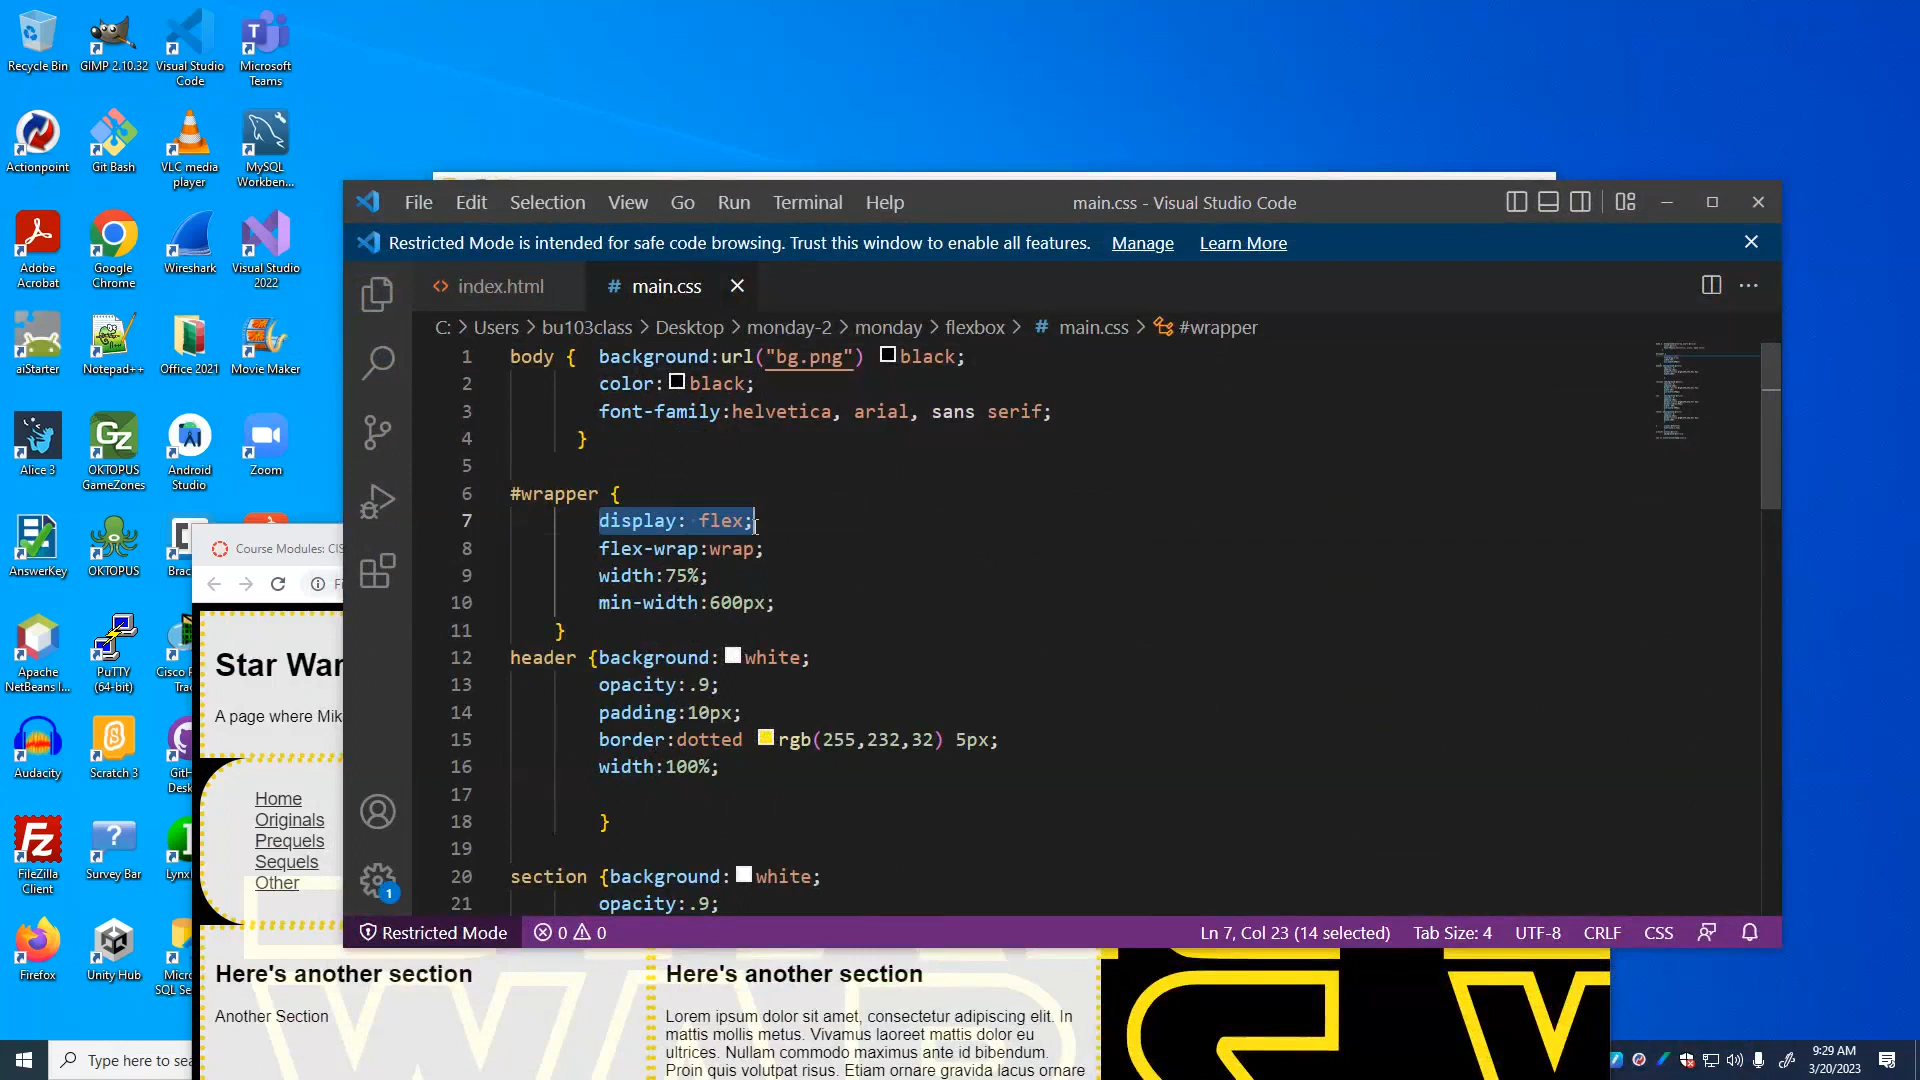 Recycle Bin
GIMP 2.10.32
Visual Studio
Code
Microsoft
Teams
Actionpoint
Git Bash
VLC media
player
MySQL
Workben...
Adobe
Acrobat
Google
Chrome
Wireshark
Visual Studio
2022
aiStarter
Notepad++
Office 2021
Movie Maker
Alice 3
OKTOPUS
GameZones
Android
Studio
Zoom
AnswerKey
OKTOPUS
Brac
Apache
NetBeans I...
PuTTY
(64-bit)
Cisco P
Tra
Audacity
Scratch 3
GitH
Desk
FileZilla
Client
Survey Bar
Lynx
Firefox
Unity Hub
Micro
SQL Se
File Edit Selection View Go Run Terminal Help
main.css - Visual Studio Code
Restricted Mode is intended for safe code browsing. Trust this window to enable all features. Manage Learn More
<> index.html
# main.css
C: > Users > bu103class > Desktop > monday-2 > monday > flexbox > # main.css > #wrapper
1 body { background:url("bg.png") black;
2 color: black;
3 font-family:helvetica, arial, sans serif;
4 }
5
6 #wrapper {
7 display: flex;
8 flex-wrap:wrap;
9 width:75%;
10 min-width:600px;
11 }
12 header {background: white;
13 opacity:.9;
14 padding:10px;
15 border:dotted rgb(255,232,32) 5px;
16 width:100%;
17
18 }
19
20 section {background: white;
21 opacity:.9;
1
Restricted Mode 0 0
Ln 7, Col 23 (14 selected) Tab Size: 4 UTF-8 CRLF CSS
Course Modules: CIS
Fi
Star War
A page where Mik
Home
Originals
Prequels
Sequels
Other
Here's another section
Another Section
Here's another section
Lorem ipsum dolor sit amet, consectetur adipiscing elit. In
mattis mollis metus. Vivamus laoreet mattis dolor eu
ultrices. Nullam commodo maximus ante id bibendum.
Proin quis volutpat risus. Etiam ornare gravida lacus ornare
Type here to sea
9:29 AM
3/20/2023